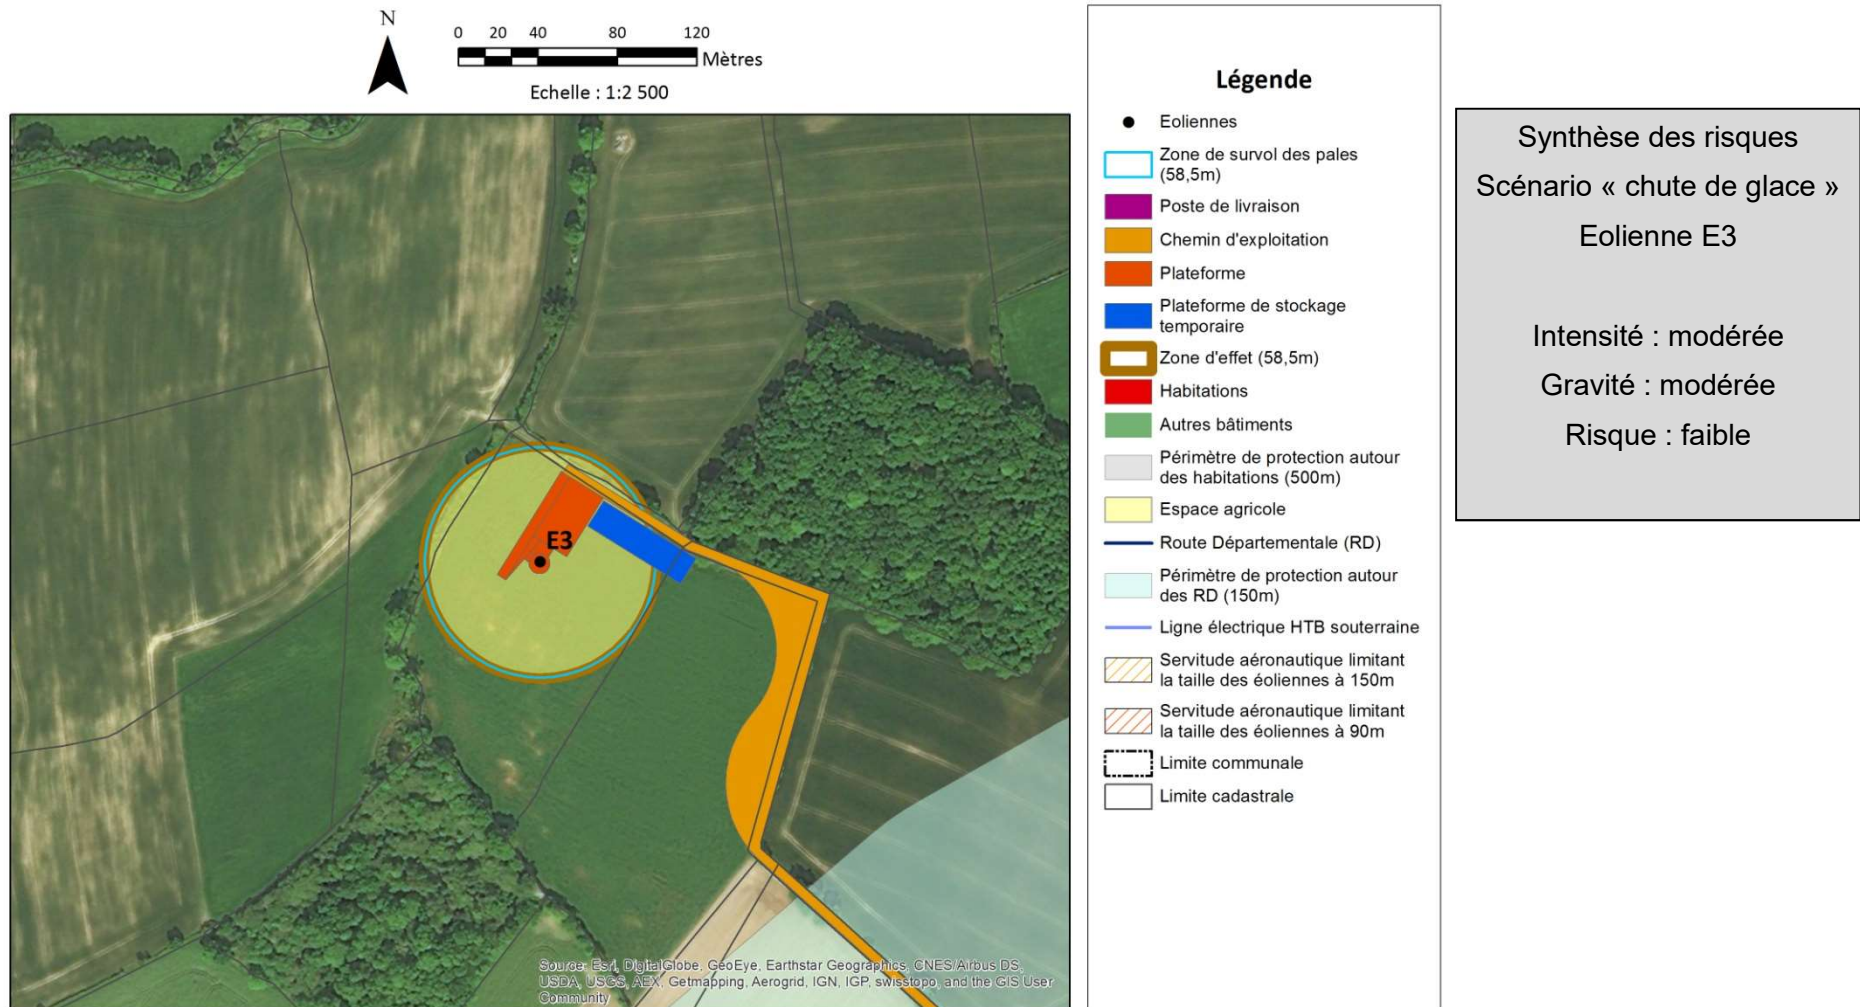 N
0 20 40 80 120
Mètres
Echelle : 1:2 500
E3
Source: Esri, DigitalGlobe, GeoEye, Earthstar Geographics, CNES/Airbus DS,
USDA, USGS, AEX, Getmapping, Aerogrid, IGN, IGP, swisstopo, and the GIS User
Community
Légende
Eoliennes
Zone de survol des pales
(58,5m)
Poste de livraison
Chemin d'exploitation
Plateforme
Plateforme de stockage
temporaire
Zone d'effet (58,5m)
Habitations
Autres bâtiments
Périmètre de protection autour
des habitations (500m)
Espace agricole
Route Départementale (RD)
Périmètre de protection autour
des RD (150m)
Ligne électrique HTB souterraine
Servitude aéronautique limitant
la taille des éoliennes à 150m
Servitude aéronautique limitant
la taille des éoliennes à 90m
Limite communale
Limite cadastrale
Synthèse des risques
Scénario « chute de glace »
Eolienne E3
Intensité : modérée
Gravité : modérée
Risque : faible